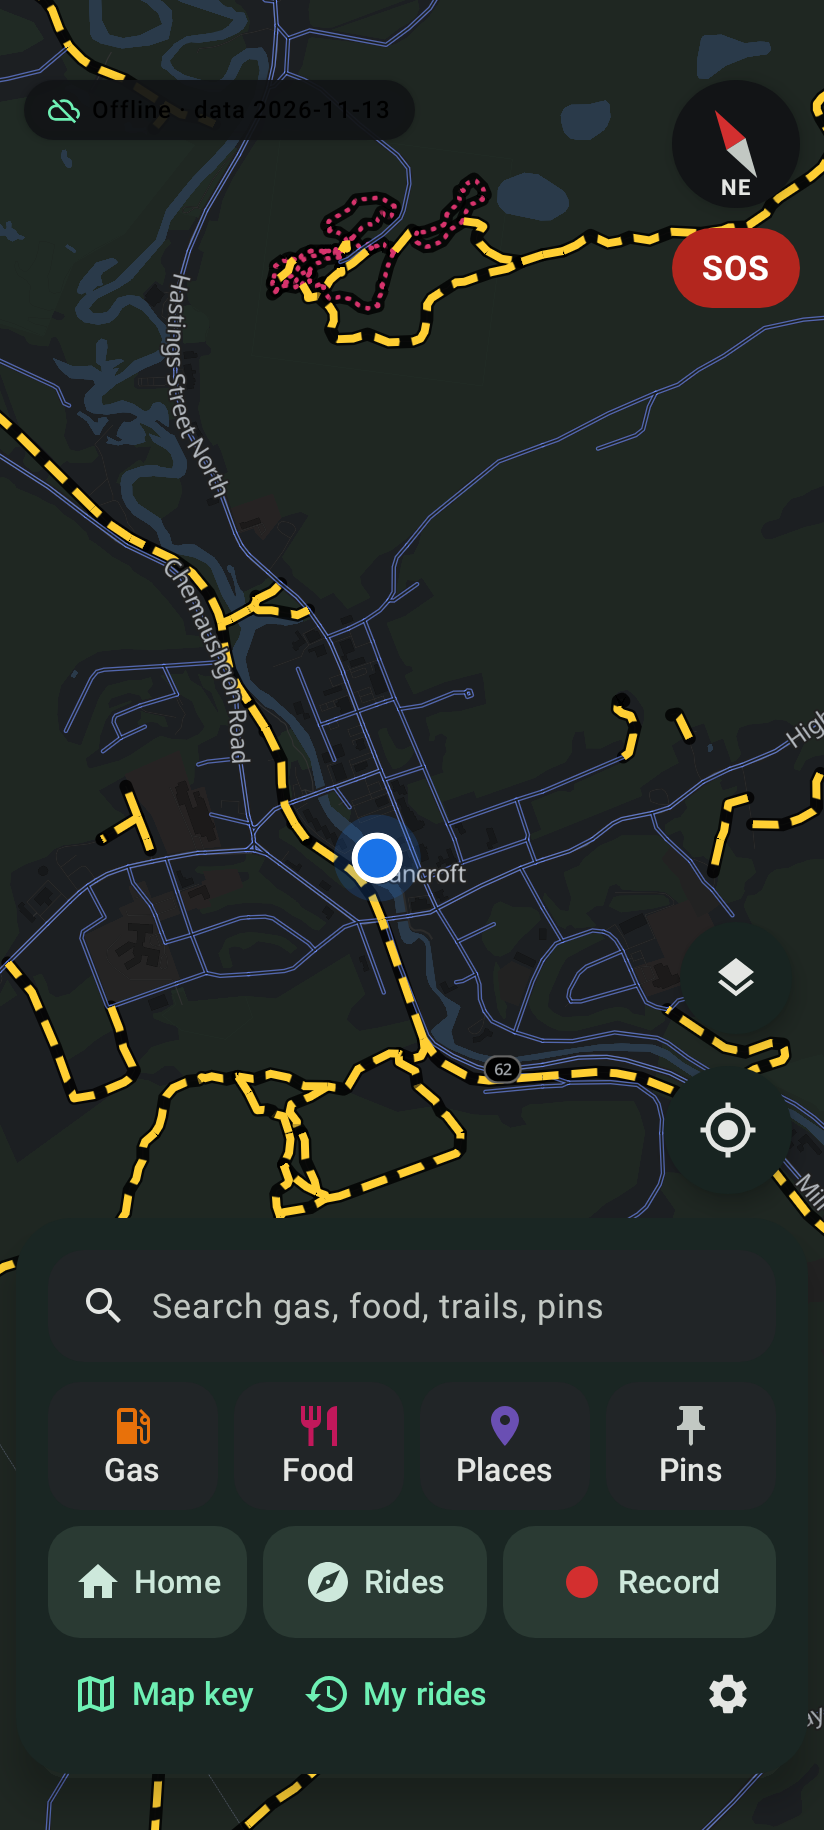 Offline · data 2026-11-13
NE
SOS
Hastings Street North
Chemaushgon Road
62
Search gas, food, trails, pins
Gas
Food
Places
Pins
Home
Rides
Record
Map key
My rides